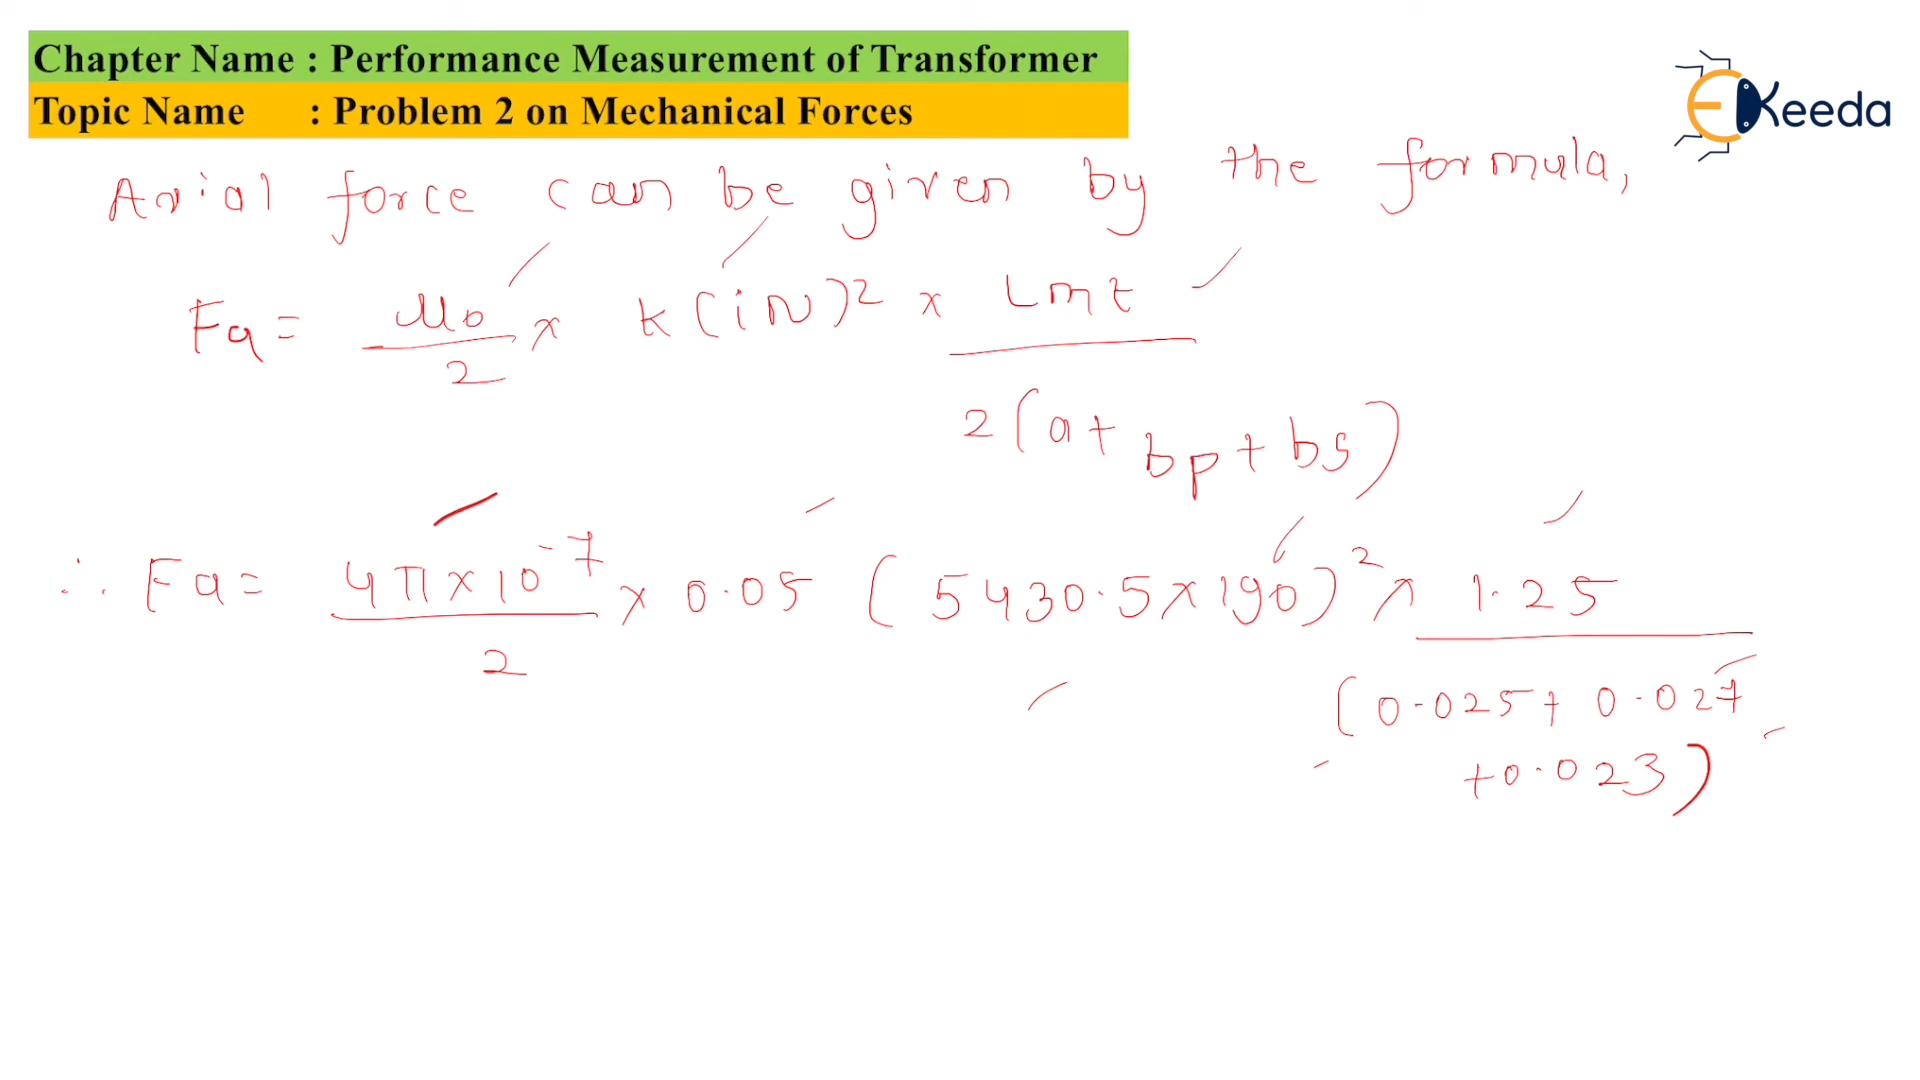 Chapter Name : Performance Measurement of Transformer
Topic Name : Problem 2 on Mechanical Forces
EKeeda
Axial force can be given by the formula,
Fa = μ0/2 × k(iN)² × Lmt / 2(a + bp + bs)
∴ Fa = 4π×10⁻⁷/2 × 0.05 (5430.5×190)² × 1.25 / (0.025 + 0.027
+0.023)